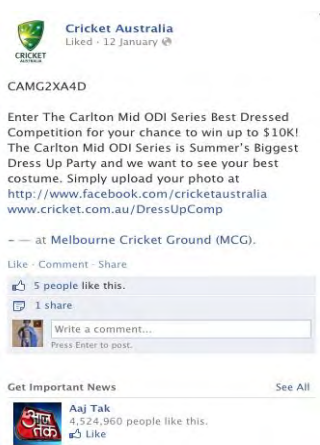 Cricket Australia
Liked · 12 January
CRICKET
AUSTRALIA
CAMG2XA4D
Enter The Carlton Mid ODI Series Best Dressed
Competition for your chance to win up to $10K!
The Carlton Mid ODI Series is Summer's Biggest
Dress Up Party and we want to see your best
costume. Simply upload your photo at
http://www.facebook.com/cricketaustralia
www.cricket.com.au/DressUpComp
– — at Melbourne Cricket Ground (MCG).
Like · Comment · Share
5 people like this.
1 share
Write a comment...
Press Enter to post.
Get Important News See All
आज
तक
Aaj Tak
4,524,960 people like this.
Like